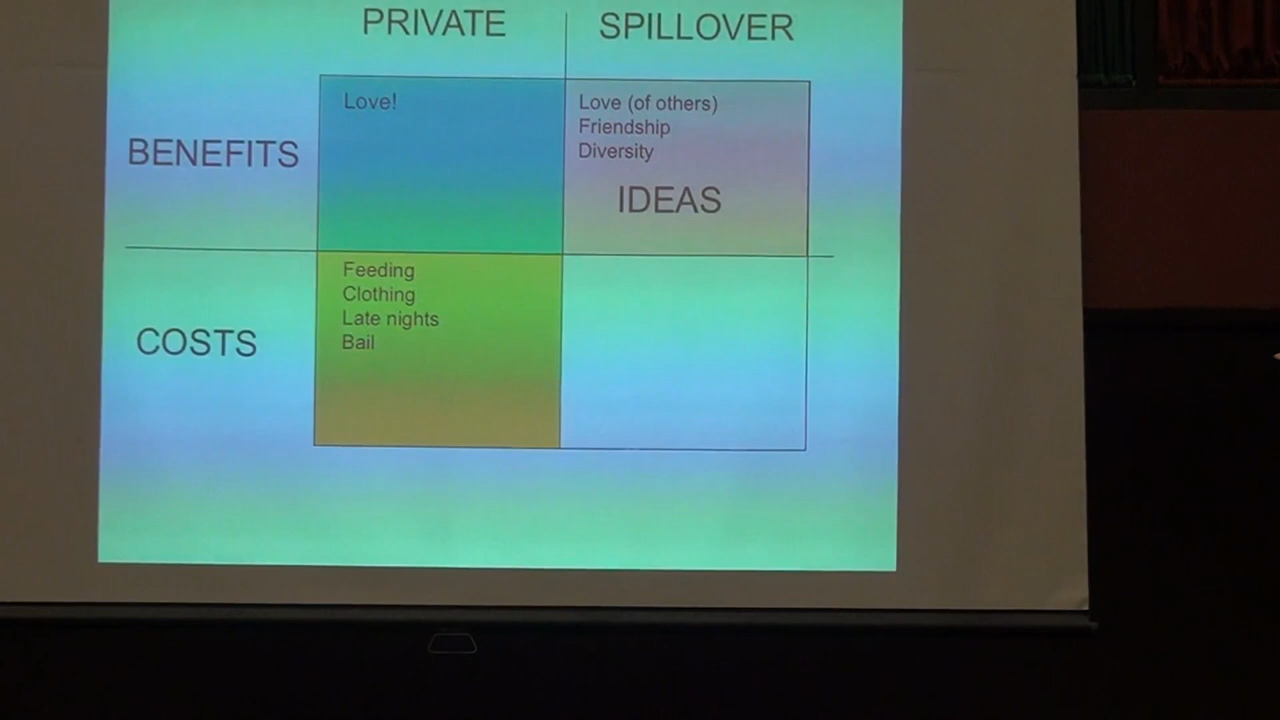 PRIVATE SPILLOVER
BENEFITS
Love!
Love (of others)
Friendship
Diversity
IDEAS
COSTS
Feeding
Clothing
Late nights
Bail